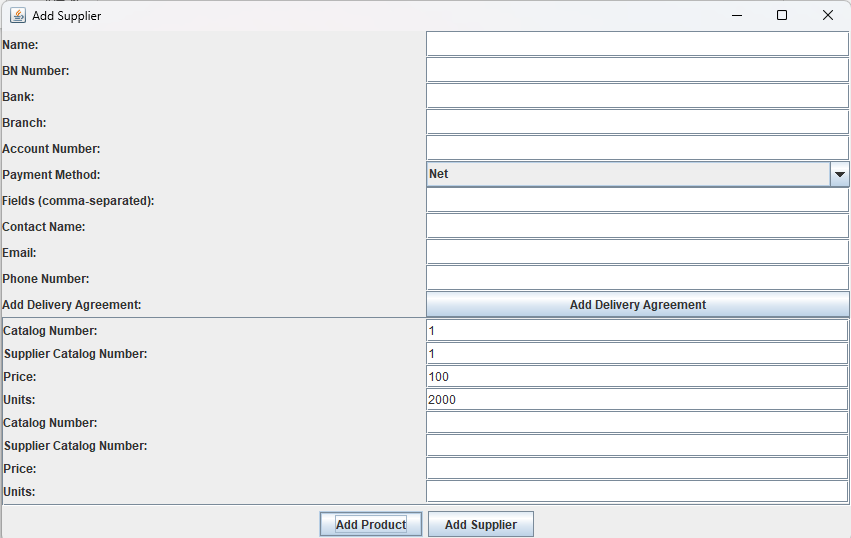 Add Supplier
Name:
BN Number:
Bank:
Branch:
Account Number:
Payment Method: Net
Fields (comma-separated):
Contact Name:
Email:
Phone Number:
Add Delivery Agreement: Add Delivery Agreement
Catalog Number: 1
Supplier Catalog Number: 1
Price: 100
Units: 2000
Catalog Number:
Supplier Catalog Number:
Price:
Units:
Add Product Add Supplier